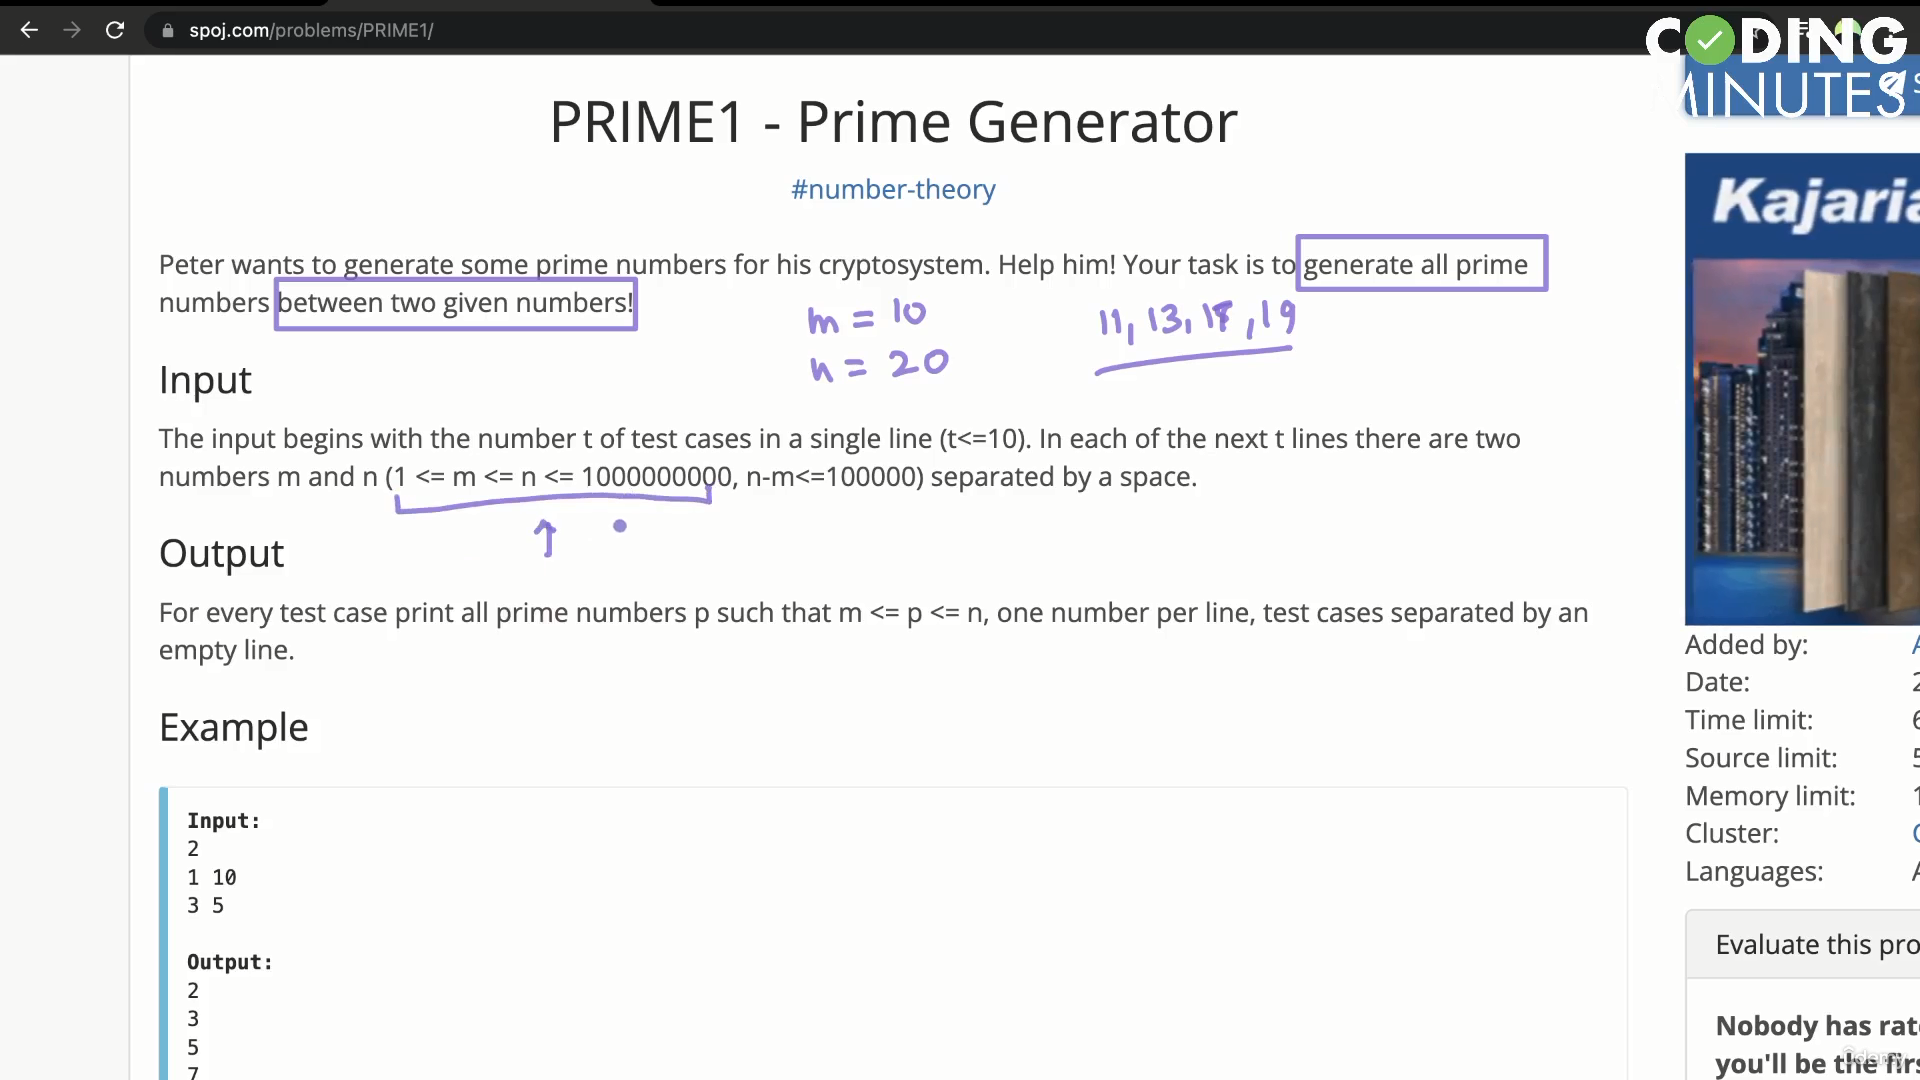 spoj.com/problems/PRIME1/
CODING
MINUTES
PRIME1 - Prime Generator
#number-theory
Peter wants to generate some prime numbers for his cryptosystem. Help him! Your task is to generate all prime
numbers between two given numbers!
m = 10
n = 20
11, 13, 17, 19
Input
The input begins with the number t of test cases in a single line (t<=10). In each of the next t lines there are two
numbers m and n (1 <= m <= n <= 1000000000, n-m<=100000) separated by a space.
Output
For every test case print all prime numbers p such that m <= p <= n, one number per line, test cases separated by an
empty line.
Example
Input:
2
1 10
3 5
Output:
2
3
5
7
Kajaria
Added by:
Date:
Time limit:
Source limit:
Memory limit:
Cluster:
Languages:
Evaluate this pro
Nobody has rat
you'll be the firs
Udemy